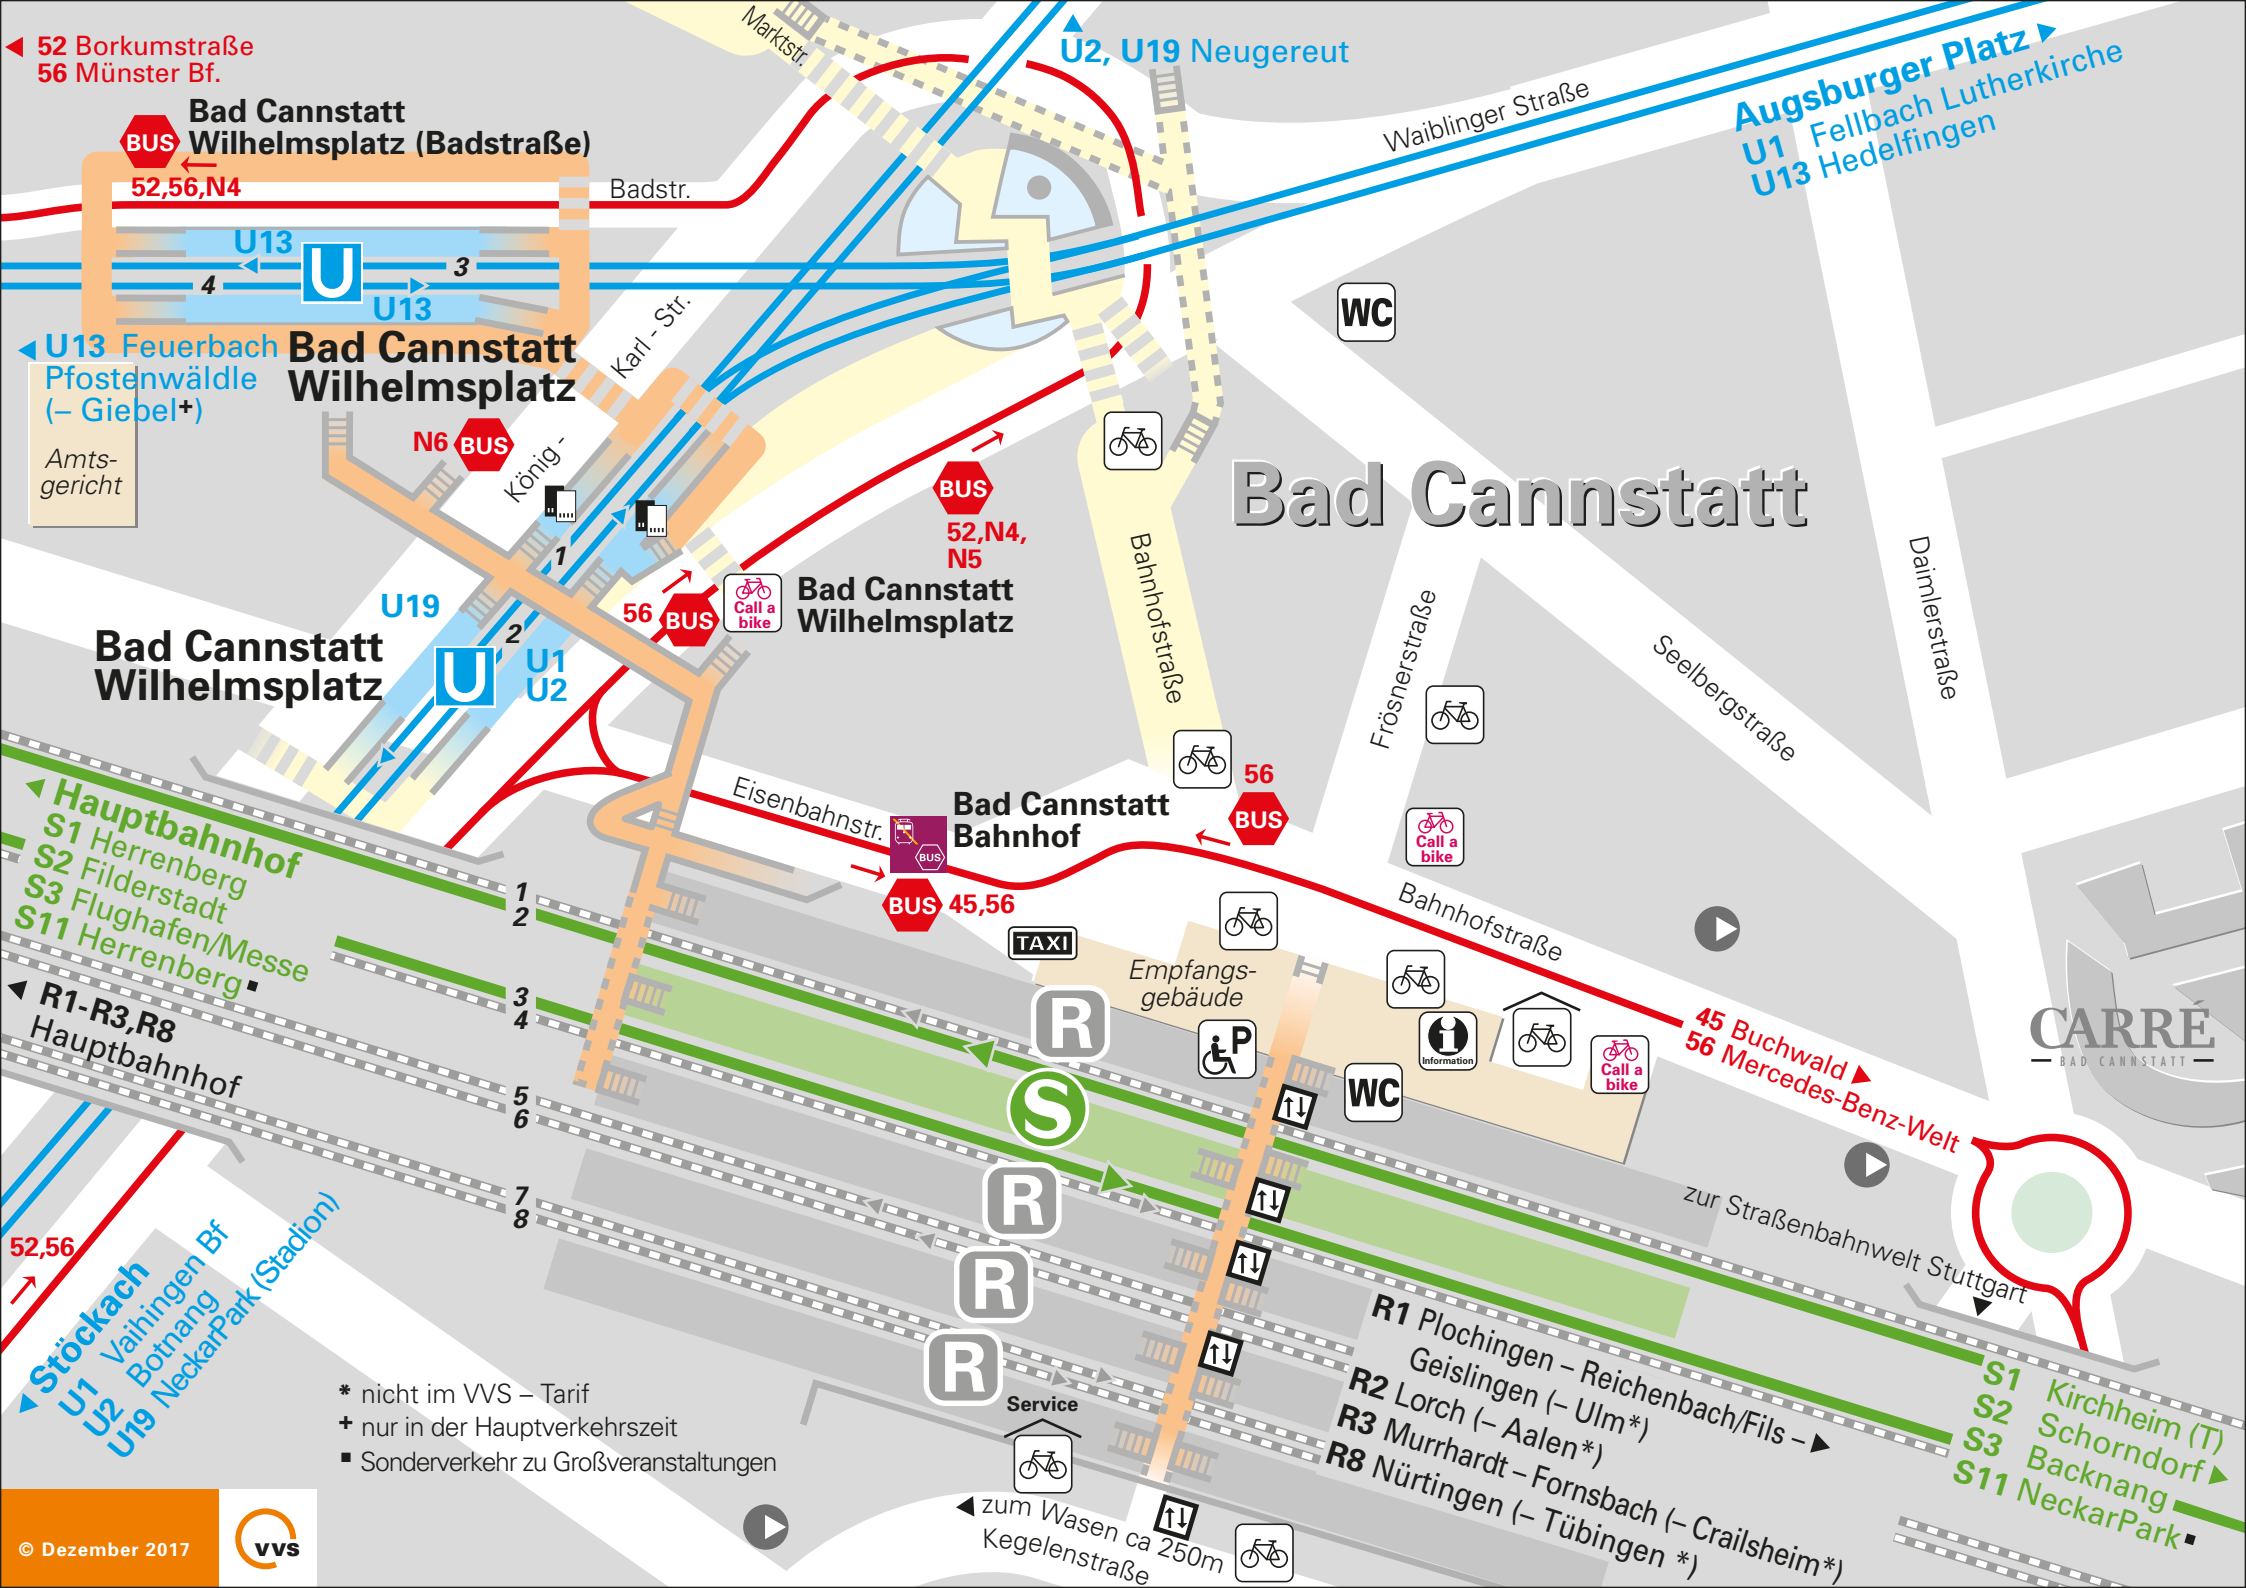 52 Borkumstraße
56 Münster Bf.
Bad Cannstatt
Wilhelmsplatz (Badstraße)
BUS
52,56,N4
Badstr.
Marktstr.
U2, U19 Neugereut
Waiblinger Straße
Augsburger Platz
U1 Fellbach Lutherkirche
U13 Hedelfingen
U13
3
U
4
U13
U13 Feuerbach
Pfostenwäldle
(– Giebel+)
Bad Cannstatt
Wilhelmsplatz
Amts-
gericht
Karl - Str.
König -
N6
BUS
WC
BUS
52,N4,
N5
Bad Cannstatt
1
2
U19
56
BUS
Call a
bike
Bad Cannstatt
Wilhelmsplatz
Bad Cannstatt
Wilhelmsplatz
U
U1
U2
Bahnhofstraße
Frösnerstraße
Seelbergstraße
Daimlerstraße
Eisenbahnstr.
BUS
Bad Cannstatt
Bahnhof
56
BUS
BUS
45,56
Call a
bike
Bahnhofstraße
TAXI
Empfangs-
gebäude
P
WC
i
Information
Call a
bike
CARRÉ
BAD CANNSTATT
45 Buchwald
56 Mercedes-Benz-Welt
zur Straßenbahnwelt Stuttgart
Hauptbahnhof
S1 Herrenberg
S2 Filderstadt
S3 Flughafen/Messe
S11 Herrenberg■
R1-R3,R8
Hauptbahnhof
1
2
3
4
5
6
7
8
R
S
R
R
R
52,56
Stöckach
U1 Vaihingen Bf
U2 Botnang
U19 NeckarPark (Stadion)
R1 Plochingen – Reichenbach/Fils –
Geislingen (– Ulm*)
R2 Lorch (– Aalen*)
R3 Murrhardt – Fornsbach (– Crailsheim*)
R8 Nürtingen (– Tübingen *)
S1 Kirchheim (T)
S2 Schorndorf
S3 Backnang
S11 NeckarPark■
* nicht im VVS – Tarif
+ nur in der Hauptverkehrszeit
■ Sonderverkehr zu Großveranstaltungen
Service
zum Wasen ca 250m
Kegelenstraße
© Dezember 2017
vvs